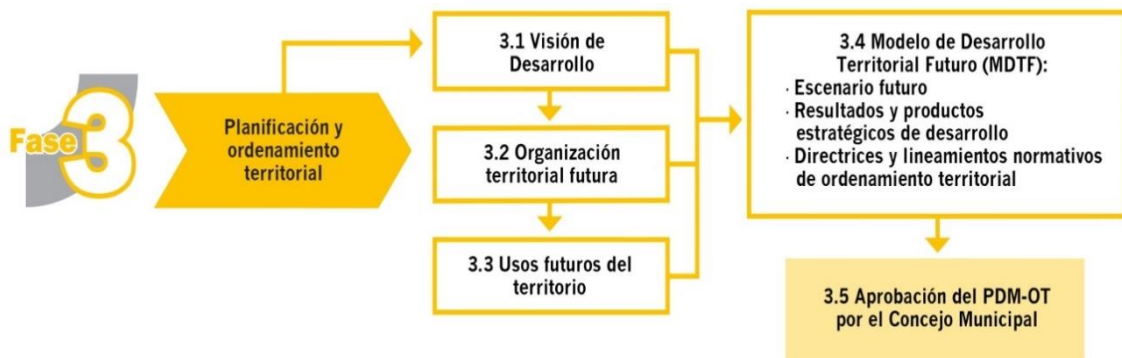 Fase 3
Planificación y
ordenamiento
territorial
3.1 Visión de
Desarrollo
3.2 Organización
territorial futura
3.3 Usos futuros del
territorio
3.4 Modelo de Desarrollo
Territorial Futuro (MDTF):
· Escenario futuro
· Resultados y productos
estratégicos de desarrollo
· Directrices y lineamientos normativos
de ordenamiento territorial
3.5 Aprobación del PDM-OT
por el Concejo Municipal